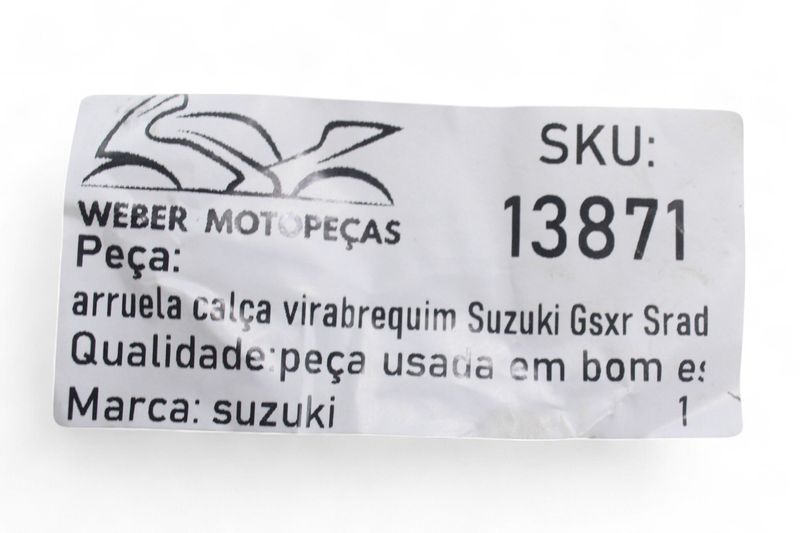 WEBER MOTOPEÇAS
SKU:
13871
Peça:
arruela calça virabrequim Suzuki Gsxr Srad
Qualidade:peça usada em bom es
Marca: suzuki
1